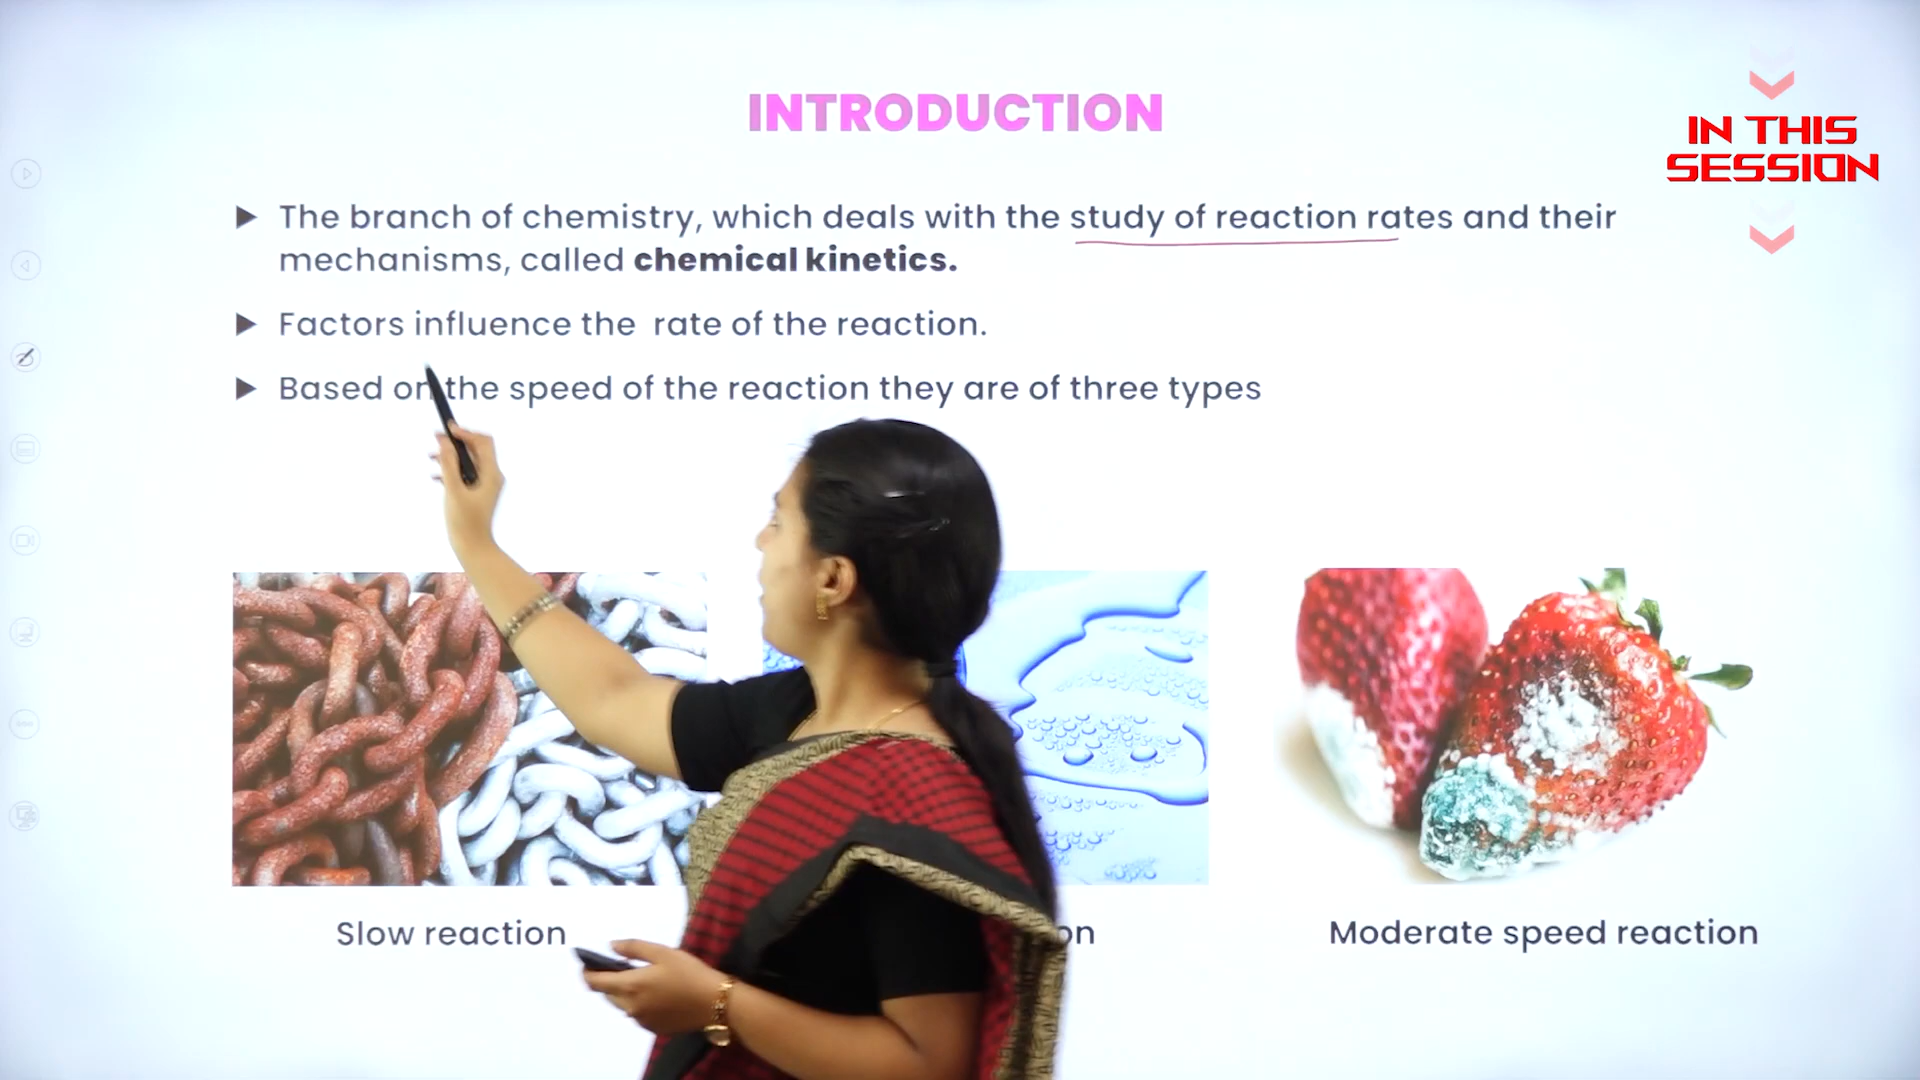 INTRODUCTION
IN THIS
SESSION
The branch of chemistry, which deals with the study of reaction rates and their
mechanisms, called chemical kinetics.
Factors influence the rate of the reaction.
Based on the speed of the reaction they are of three types
Slow reaction
Moderate speed reaction